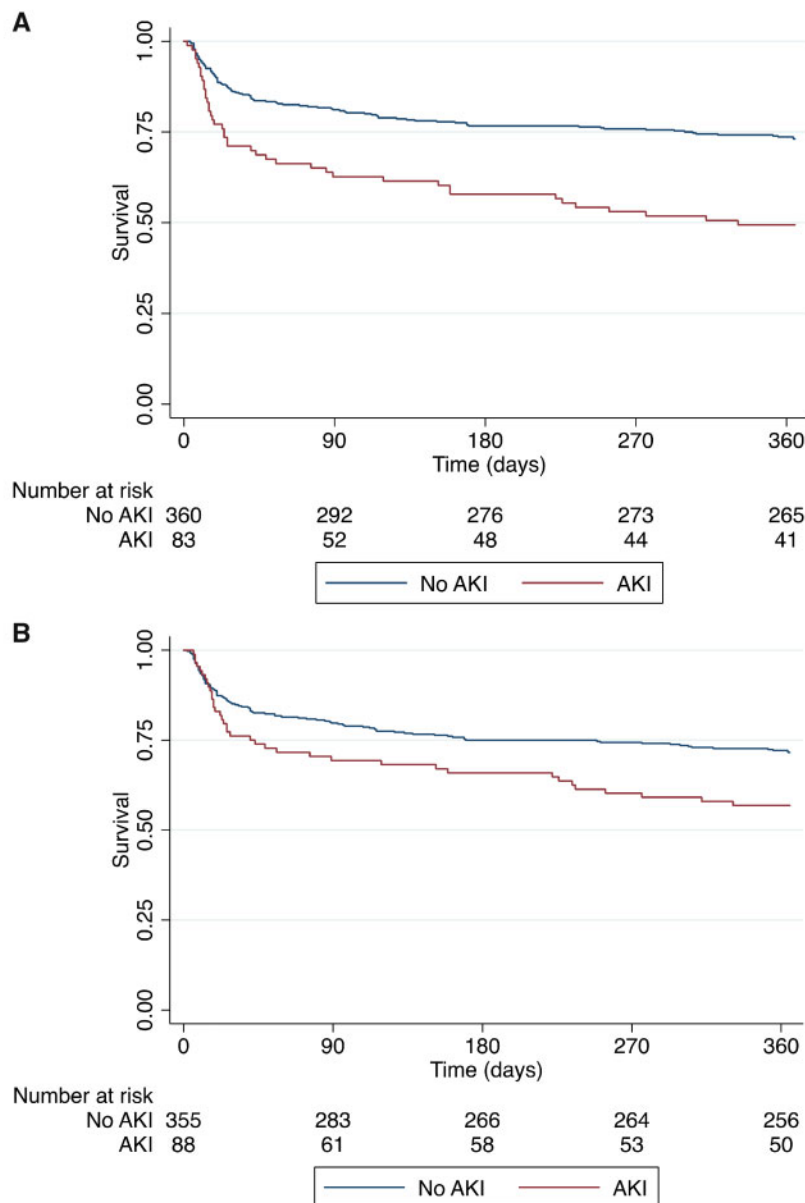 A
1.00
0.75
0.50
0.25
0.00
Survival
0 90 180 270 360
Time (days)
Number at risk
No AKI 360 292 276 273 265
AKI 83 52 48 44 41
No AKI AKI
B
1.00
0.75
0.50
0.25
0.00
Survival
0 90 180 270 360
Time (days)
Number at risk
No AKI 355 283 266 264 256
AKI 88 61 58 53 50
No AKI AKI